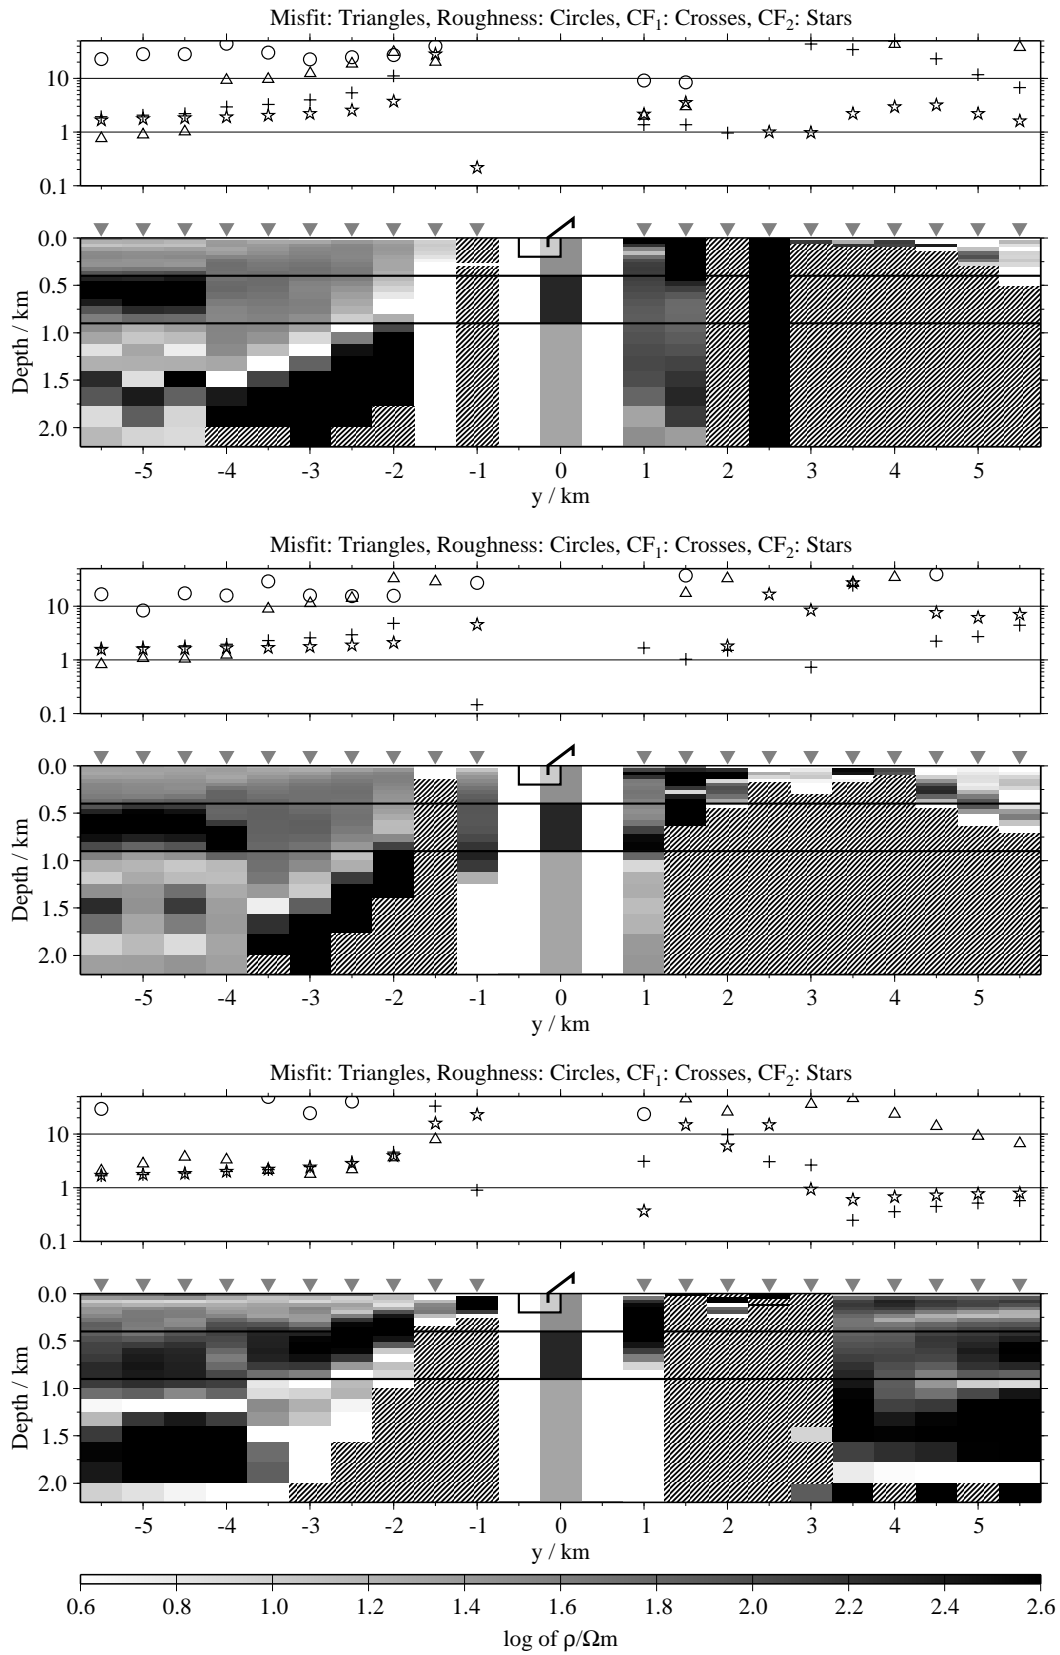 Misfit: Triangles, Roughness: Circles, CF1: Crosses, CF2: Stars
10
1
0.1
0.0
0.5
1.0
1.5
2.0
Depth / km
-5 -4 -3 -2 -1 0 1 2 3 4 5
y / km
Misfit: Triangles, Roughness: Circles, CF1: Crosses, CF2: Stars
10
1
0.1
0.0
0.5
1.0
1.5
2.0
Depth / km
-5 -4 -3 -2 -1 0 1 2 3 4 5
y / km
Misfit: Triangles, Roughness: Circles, CF1: Crosses, CF2: Stars
10
1
0.1
0.0
0.5
1.0
1.5
2.0
Depth / km
-5 -4 -3 -2 -1 0 1 2 3 4 5
y / km
0.6 0.8 1.0 1.2 1.4 1.6 1.8 2.0 2.2 2.4 2.6
log of ρ/Ωm